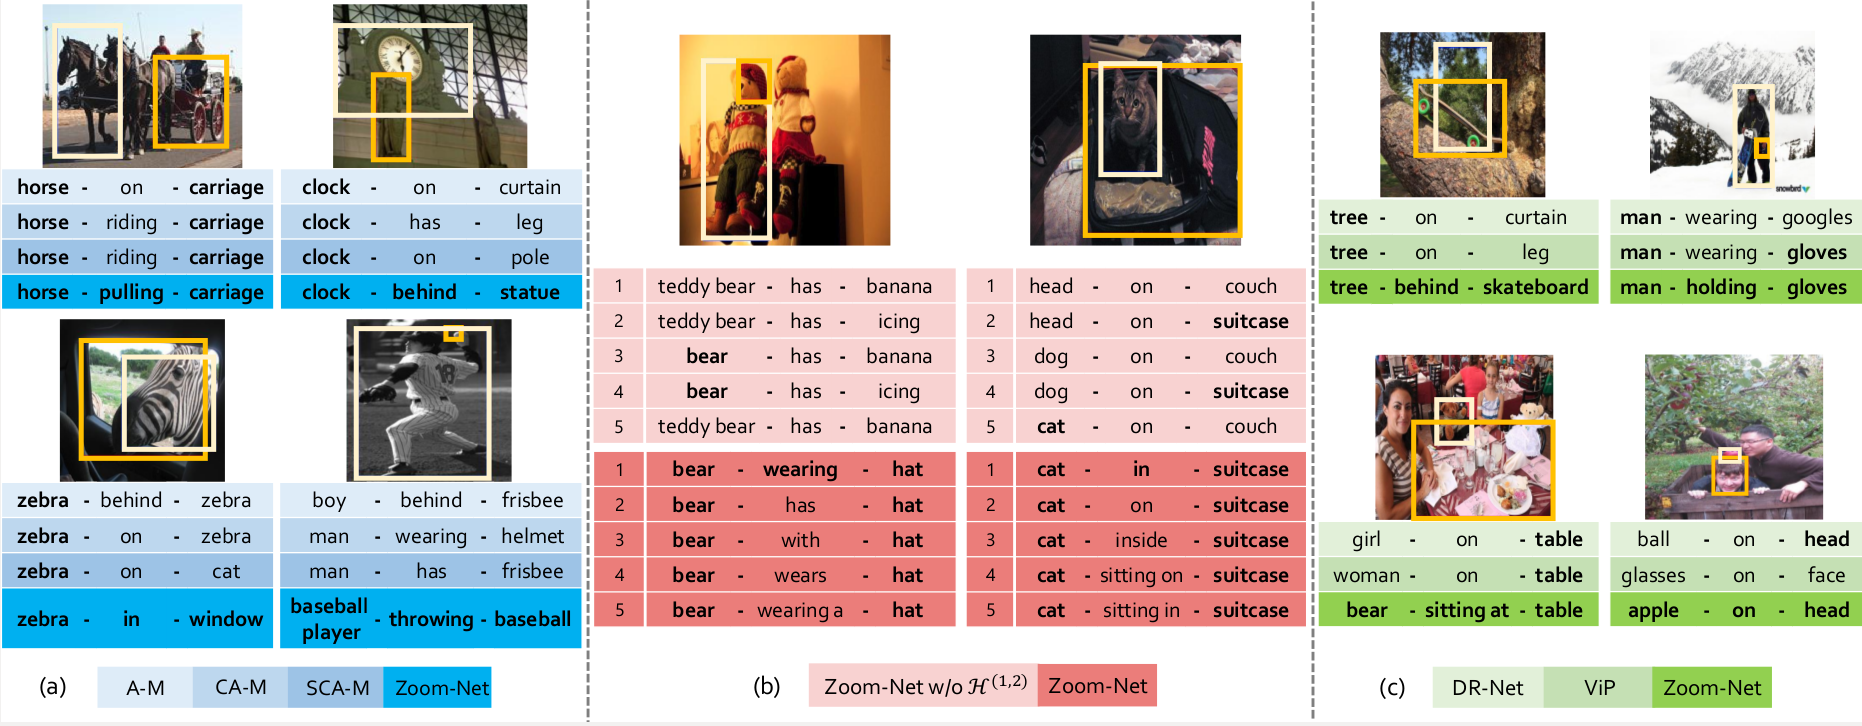 horse - on - carriage
horse - riding - carriage
horse - riding - carriage
horse - pulling - carriage
clock - on - curtain
clock - has - leg
clock - on - pole
clock - behind - statue
18
zebra - behind - zebra
zebra - on - zebra
zebra - on - cat
zebra - in - window
boy - behind - frisbee
man - wearing - helmet
man - has - frisbee
baseball
player - throwing - baseball
(a) A-M CA-M SCA-M Zoom-Net
1 teddy bear - has - banana
2 teddy bear - has - icing
3 bear - has - banana
4 bear - has - icing
5 teddy bear - has - banana
1 bear - wearing - hat
2 bear - has - hat
3 bear - with - hat
4 bear - wears - hat
5 bear - wearing a - hat
1 head - on - couch
2 head - on - suitcase
3 dog - on - couch
4 dog - on - suitcase
5 cat - on - couch
1 cat - in - suitcase
2 cat - on - suitcase
3 cat - inside - suitcase
4 cat - sitting on - suitcase
5 cat - sitting in - suitcase
(b) Zoom-Net w/o ℋ⁽¹,²⁾ Zoom-Net
tree - on - curtain
tree - on - leg
tree - behind - skateboard
snowbird
man - wearing - googles
man - wearing - gloves
man - holding - gloves
girl - on - table
woman - on - table
bear - sitting at - table
ball - on - head
glasses - on - face
apple - on - head
(c) DR-Net ViP Zoom-Net